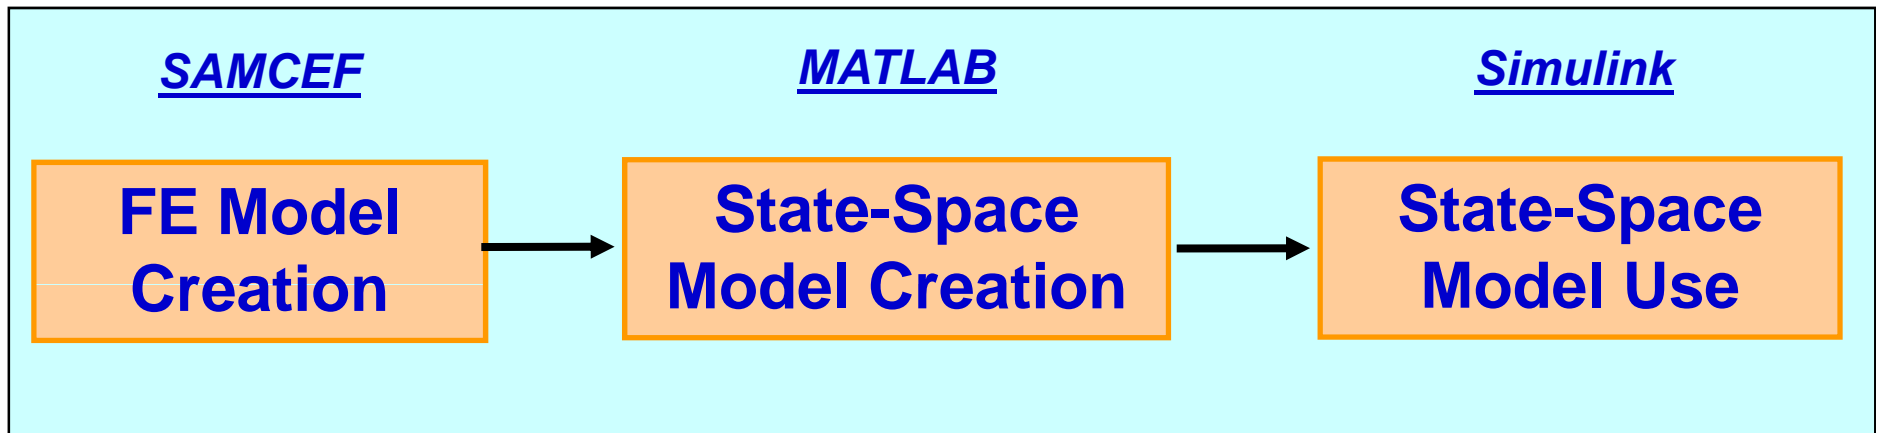 SAMCEF
MATLAB
Simulink
FE Model
Creation
State-Space
Model Creation
State-Space
Model Use